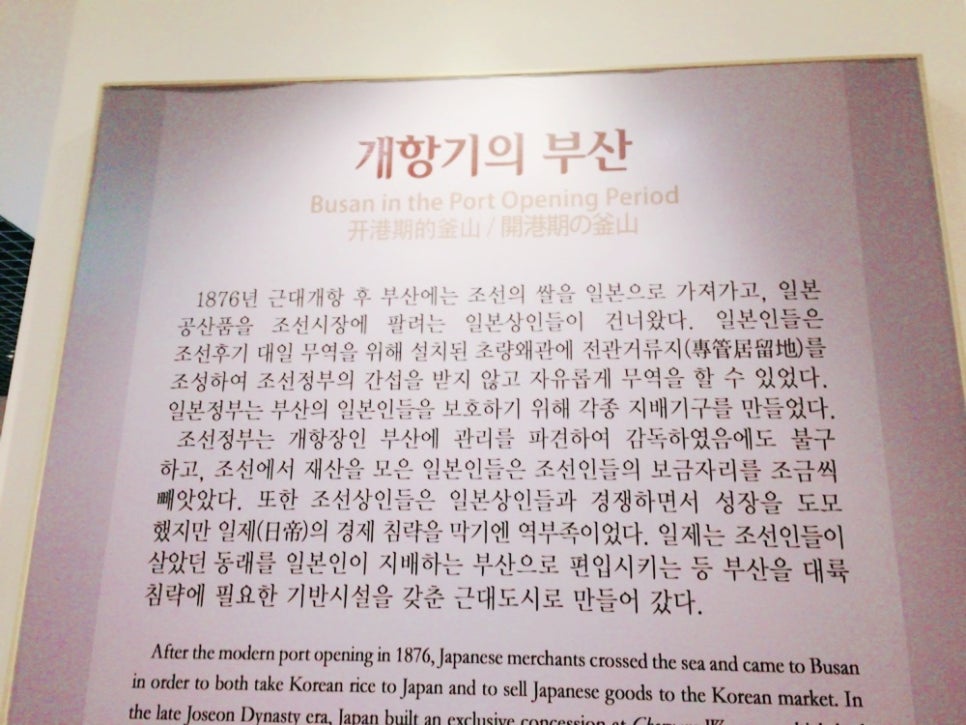 개항기의 부산
Busan in the Port Opening Period
开港期的釜山 / 開港期の釜山
1876년 근대개항 후 부산에는 조선의 쌀을 일본으로 가져가고, 일본
공산품을 조선시장에 팔려는 일본상인들이 건너왔다. 일본인들은
조선후기 대일 무역을 위해 설치된 초량왜관에 전관거류지(專管居留地)를
조성하여 조선정부의 간섭을 받지 않고 자유롭게 무역을 할 수 있었다.
일본정부는 부산의 일본인들을 보호하기 위해 각종 지배기구를 만들었다.
조선정부는 개항장인 부산에 관리를 파견하여 감독하였음에도 불구
하고, 조선에서 재산을 모은 일본인들은 조선인들의 보금자리를 조금씩
빼앗았다. 또한 조선상인들은 일본상인들과 경쟁하면서 성장을 도모
했지만 일제(日帝)의 경제 침략을 막기엔 역부족이었다. 일제는 조선인들이
살았던 동래를 일본인이 지배하는 부산으로 편입시키는 등 부산을 대륙
침략에 필요한 기반시설을 갖춘 근대도시로 만들어 갔다.
After the modern port opening in 1876, Japanese merchants crossed the sea and came to Busan
in order to both take Korean rice to Japan and to sell Japanese goods to the Korean market. In
the late Joseon Dynasty era, Japan built an exclusive concession at